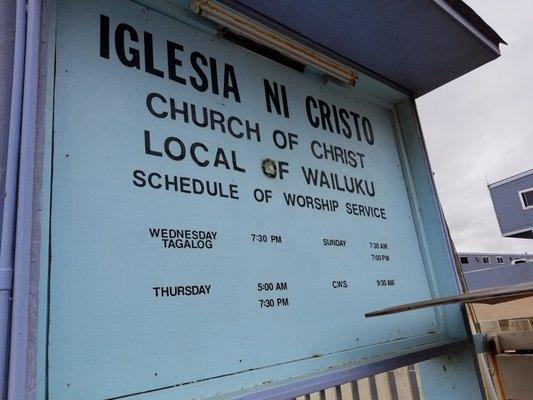 IGLESIA NI CRISTO
CHURCH OF CHRIST
LOCAL OF WAILUKU
SCHEDULE OF WORSHIP SERVICE
WEDNESDAY 7:30 PM SUNDAY 7:30 AM
TAGALOG 7:00 PM
THURSDAY 5:00 AM C.W.S. 9:30 AM
7:30 PM